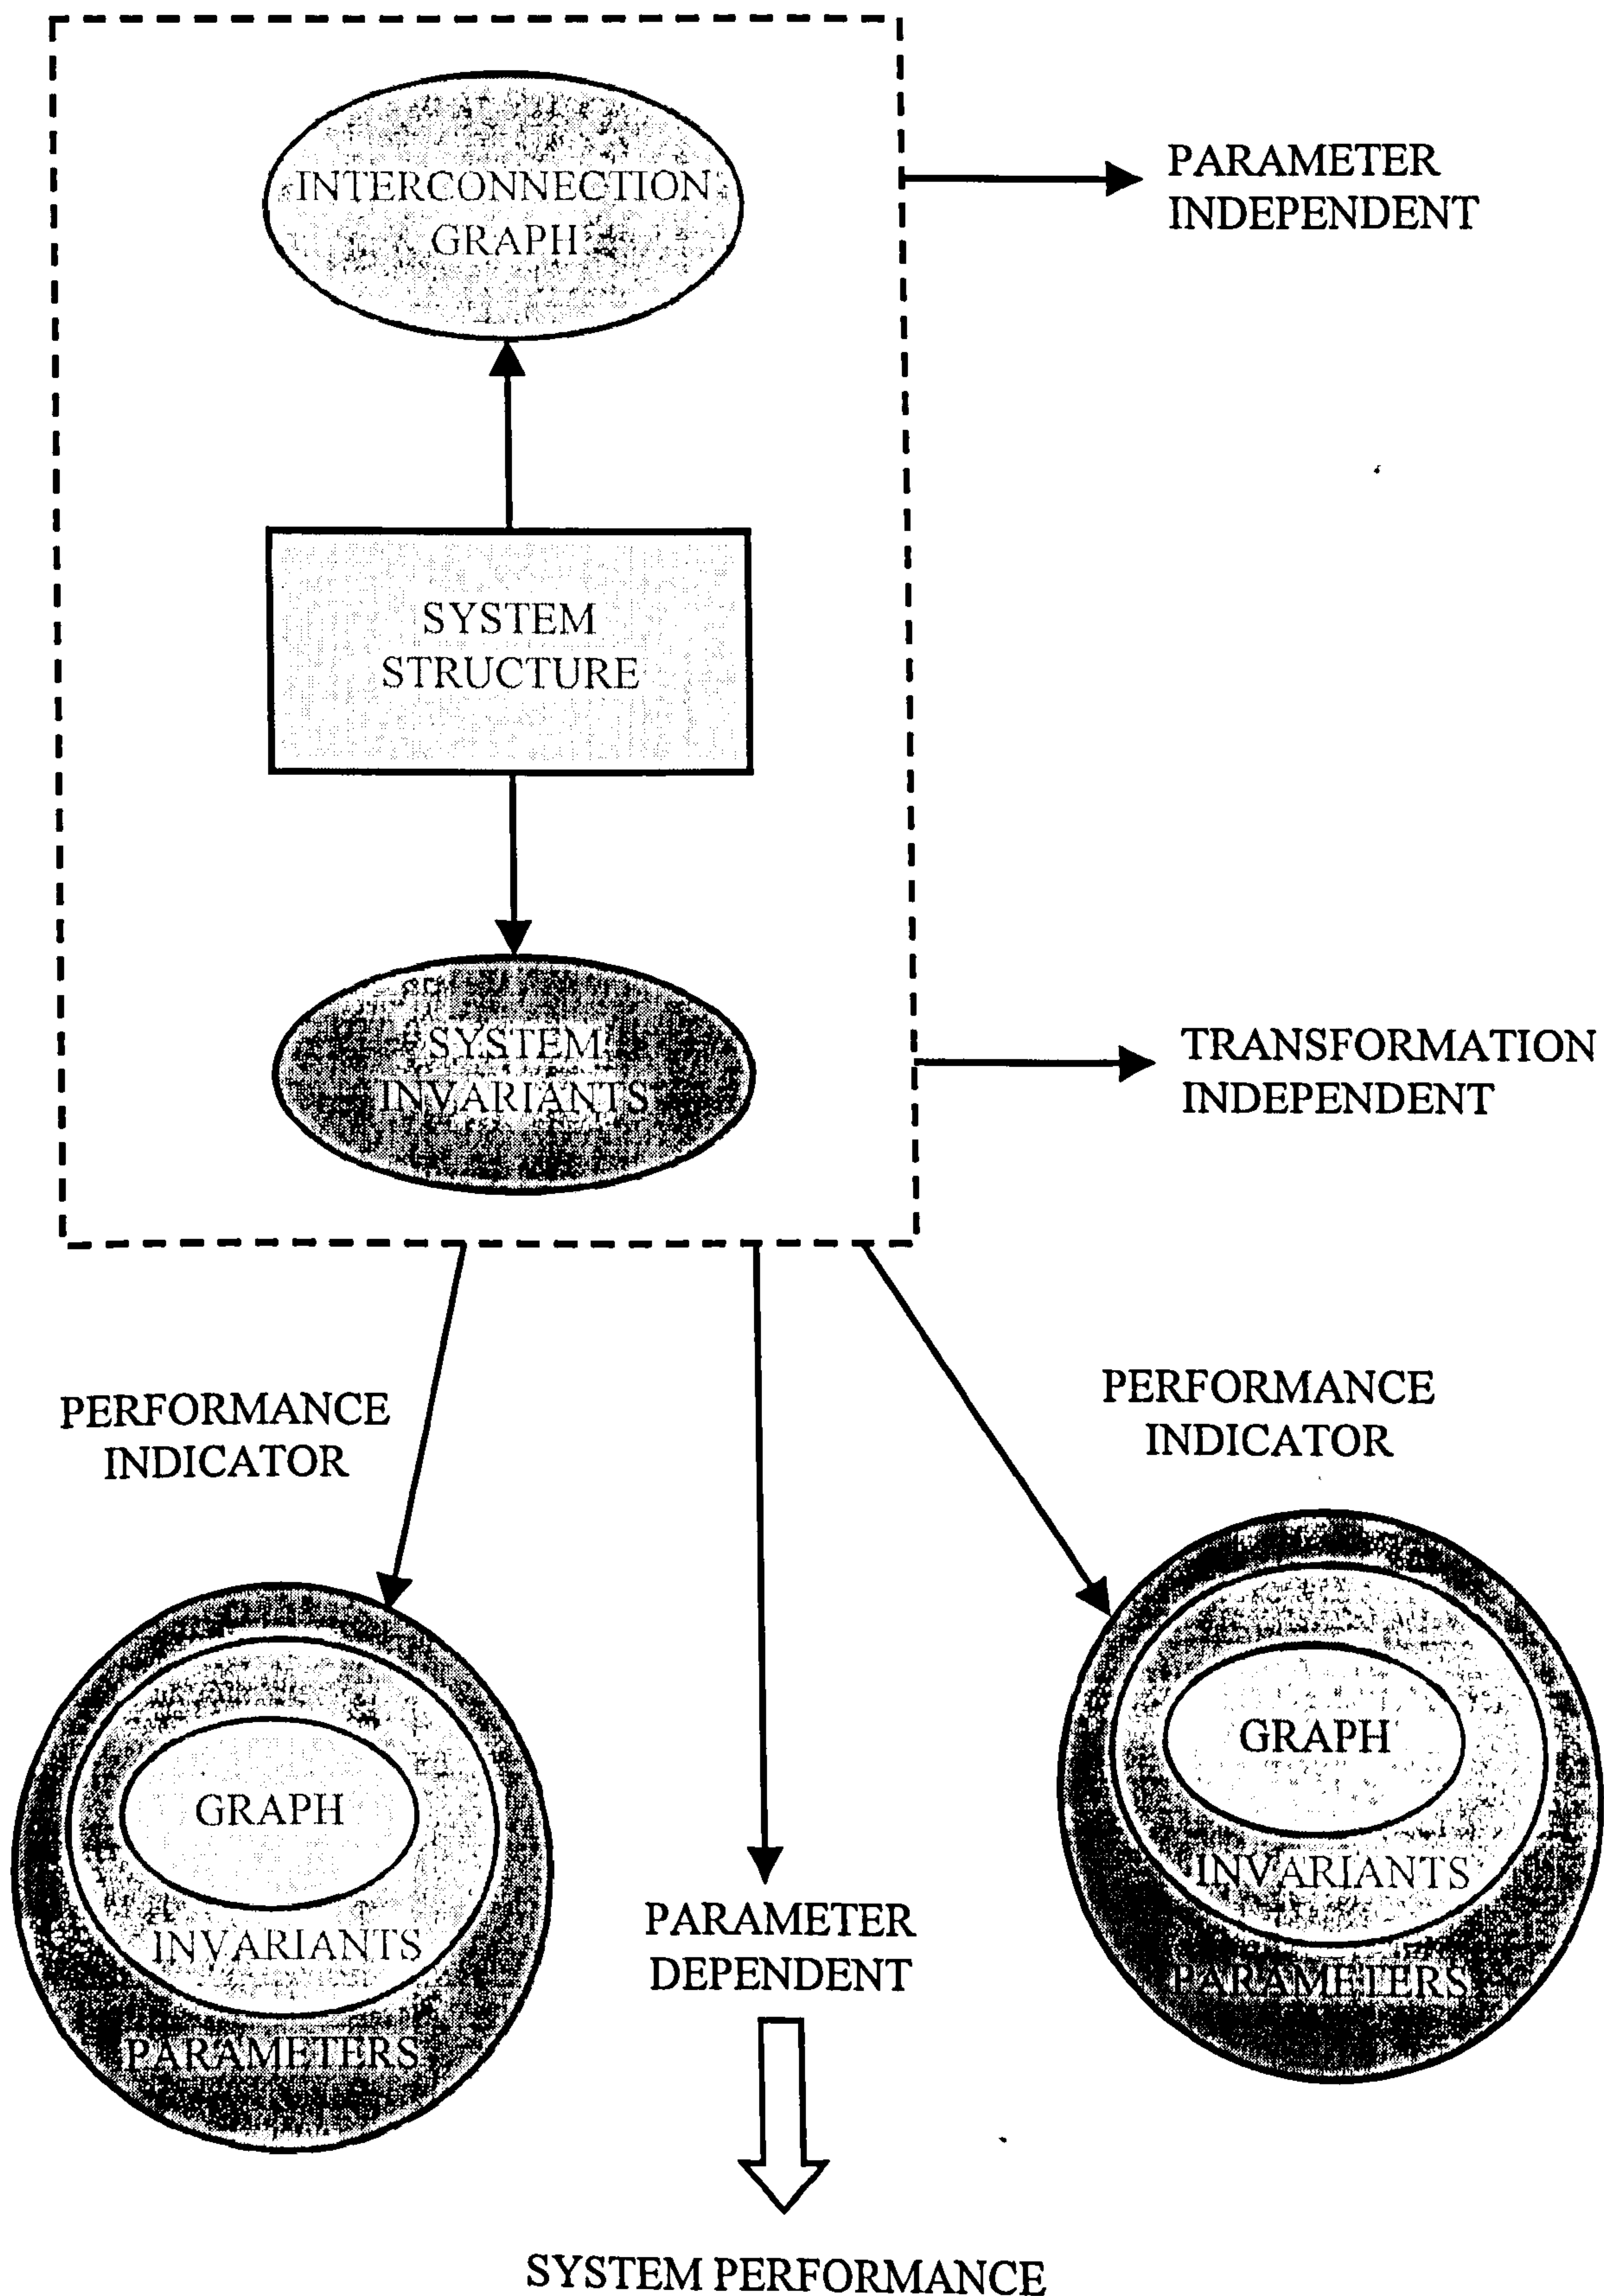 INTERCONNECTION
GRAPH
PARAMETER
INDEPENDENT
SYSTEM
STRUCTURE
SYSTEM
INVARIANTS
TRANSFORMATION
INDEPENDENT
PERFORMANCE
INDICATOR
PERFORMANCE
INDICATOR
GRAPH
INVARIANTS
PARAMETERS
PARAMETER
DEPENDENT
GRAPH
INVARIANTS
PARAMETERS
SYSTEM PERFORMANCE